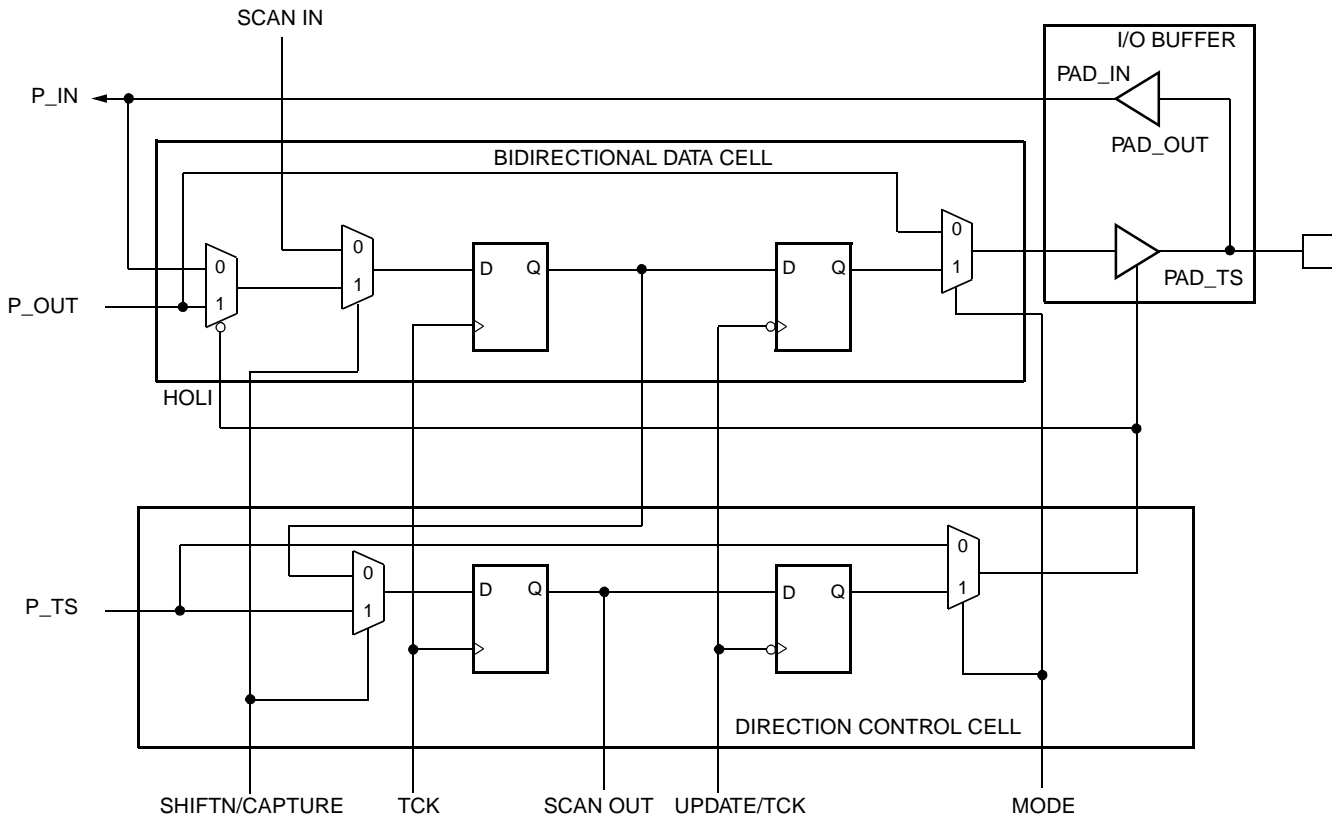 SCAN IN
I/O BUFFER
PAD_IN
P_IN
PAD_OUT
BIDIRECTIONAL DATA CELL
0
1
0
1
D Q
D Q
0
1
PAD_TS
P_OUT
HOLI
0
1
D Q
D Q
0
1
P_TS
DIRECTION CONTROL CELL
SHIFTN/CAPTURE
TCK
SCAN OUT
UPDATE/TCK
MODE